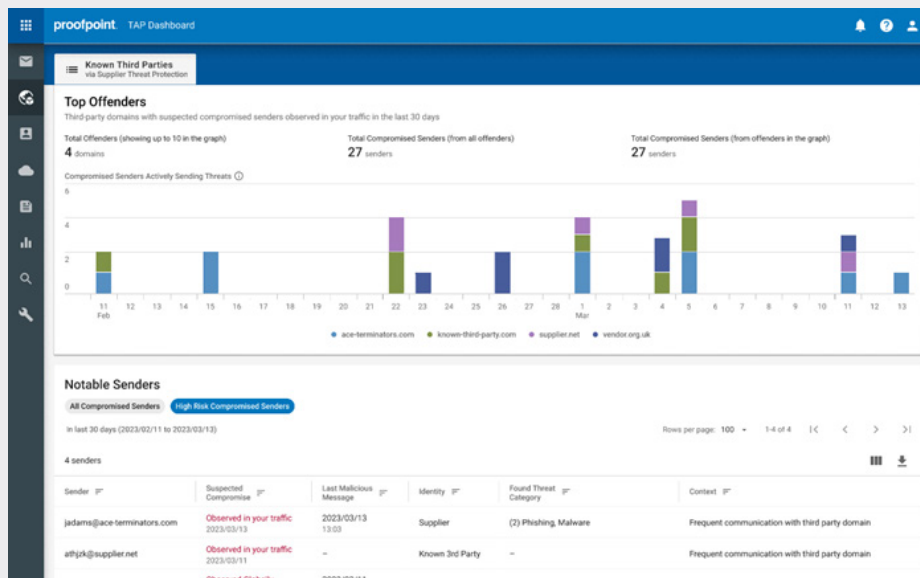 proofpoint. TAP Dashboard
Known Third Parties
via Supplier Threat Protection
Top Offenders
Third-party domains with suspected compromised senders observed in your traffic in the last 30 days
Total Offenders (showing up to 10 in the graph) Total Compromised Senders (from all offenders) Total Compromised Senders (from offenders in the graph)
4 domains 27 senders 27 senders
Compromised Senders Actively Sending Threats
6
4
2
0
11 12 13 14 15 16 17 18 19 20 21 22 23 24 25 26 27 28 1 2 3 4 5 6 7 8 9 10 11 12 13
Feb Mar
ace-terminators.com known-third-party.com supplier.net vendor.org.uk
Notable Senders
All Compromised Senders High Risk Compromised Senders
In last 30 days (2023/02/11 to 2023/03/13) Rows per page: 100 1-4 of 4
4 senders
Sender Suspected Compromise Last Malicious Message Identity Found Threat Category Context
jadams@ace-terminators.com Observed in your traffic 2023/03/13 Supplier (2) Phishing, Malware Frequent communication with third party domain
2023/03/13 13:03
athjzk@supplier.net Observed in your traffic – Known 3rd Party – Frequent communication with third party domain
2023/03/11